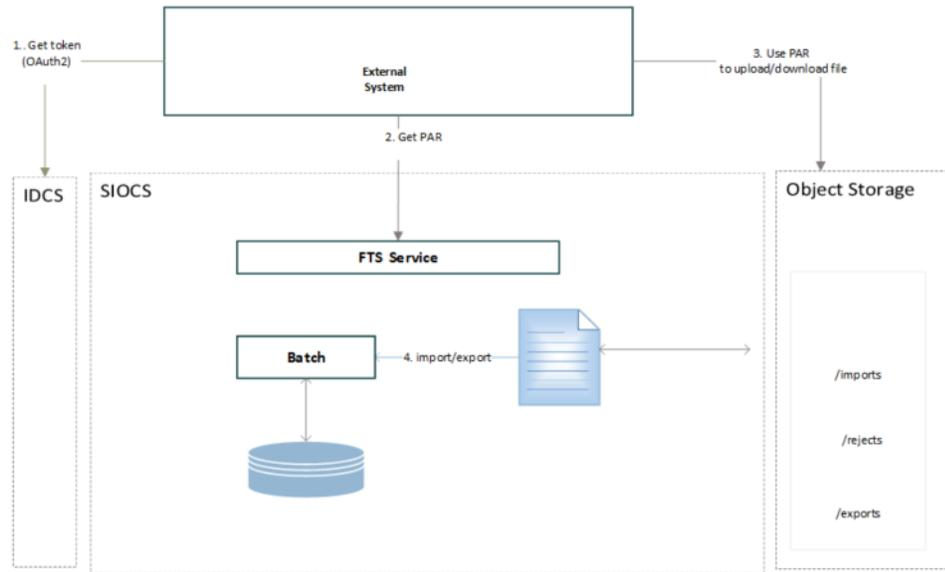 1.. Get token
(OAuth2)
External
System
3. Use PAR
to upload/download file
2. Get PAR
IDCS
SIOCS
Object Storage
FTS Service
Batch
4. import/export
/imports
/rejects
/exports